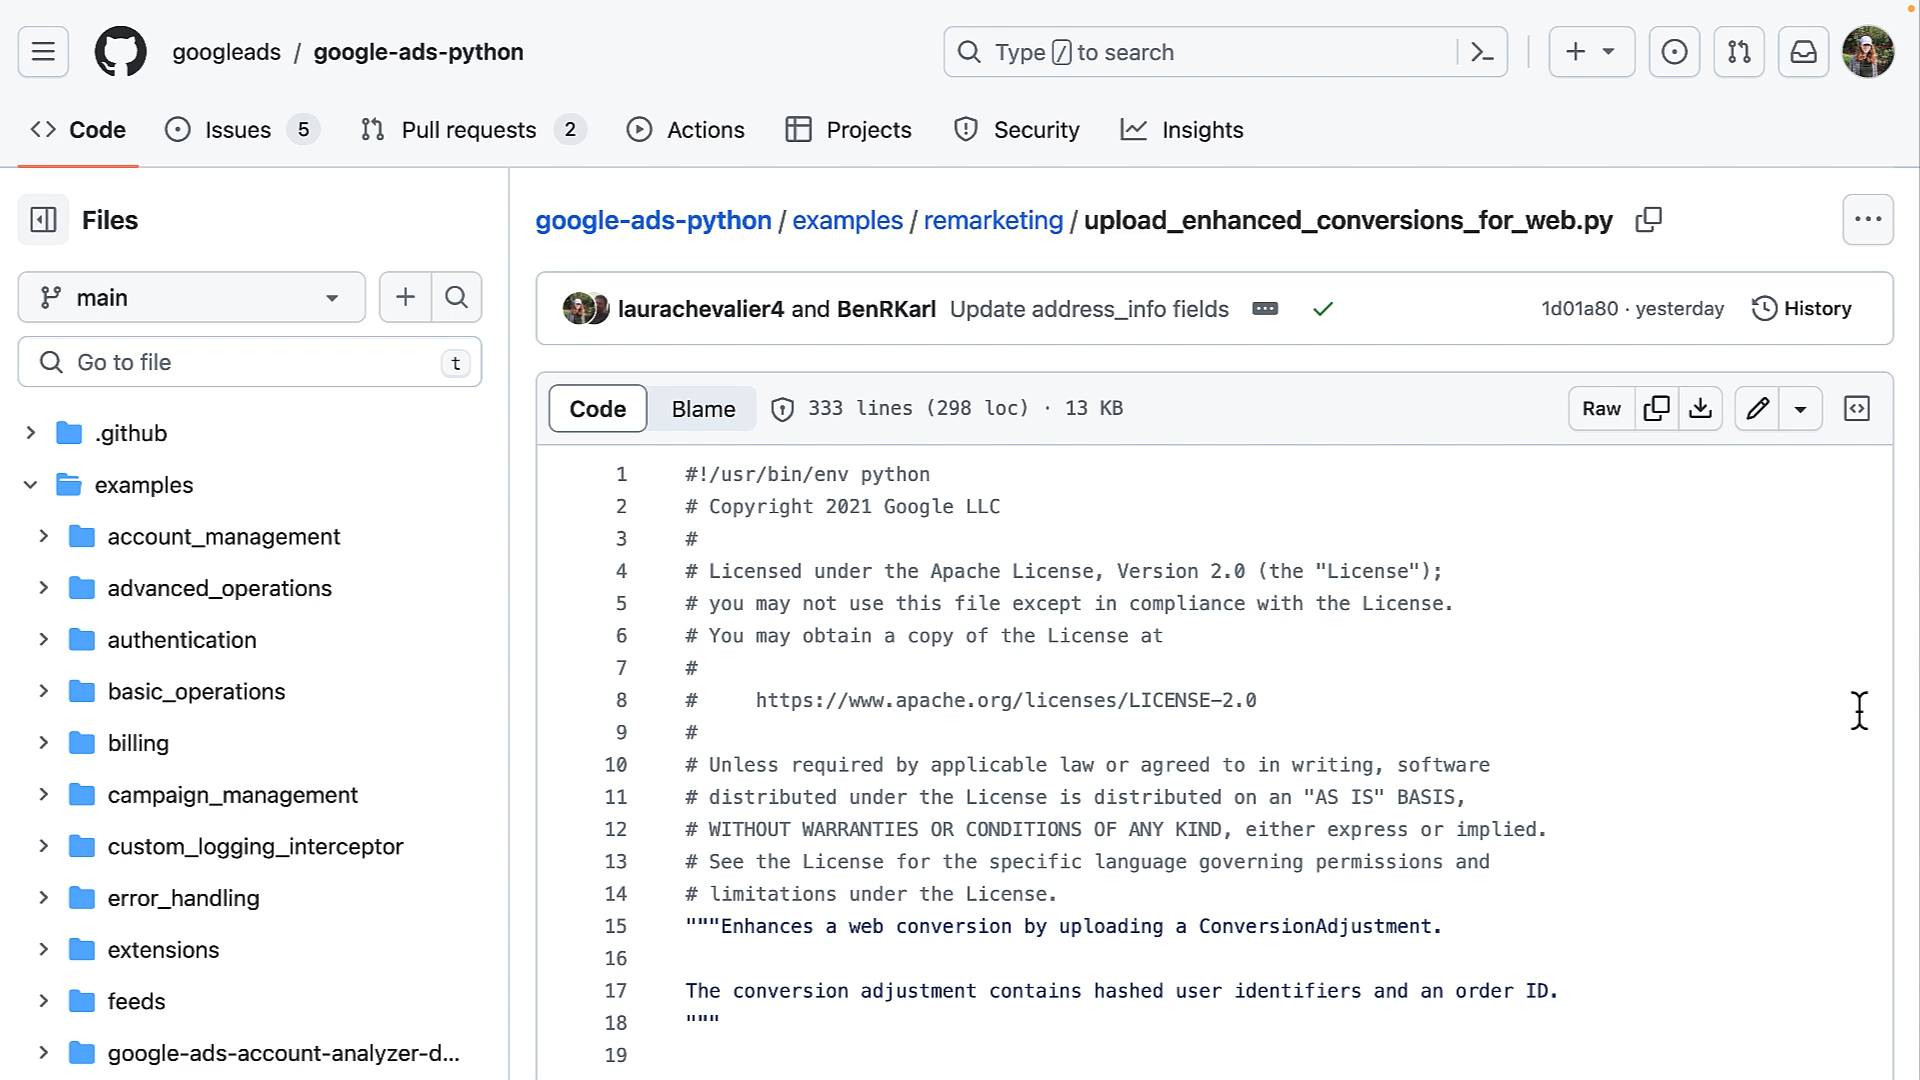 googleads / google-ads-python
Type / to search
Code
Issues 5
Pull requests 2
Actions
Projects
Security
Insights
Files
main
Go to file
t
.github
examples
account_management
advanced_operations
authentication
basic_operations
billing
campaign_management
custom_logging_interceptor
error_handling
extensions
feeds
google-ads-account-analyzer-d...
google-ads-python / examples / remarketing / upload_enhanced_conversions_for_web.py
laurachevalier4 and BenRKarl Update address_info fields
1d01a80 · yesterday
History
Code
Blame
333 lines (298 loc) · 13 KB
Raw
1 #!/usr/bin/env python
2 # Copyright 2021 Google LLC
3 #
4 # Licensed under the Apache License, Version 2.0 (the "License");
5 # you may not use this file except in compliance with the License.
6 # You may obtain a copy of the License at
7 #
8 #     https://www.apache.org/licenses/LICENSE-2.0
9 #
10 # Unless required by applicable law or agreed to in writing, software
11 # distributed under the License is distributed on an "AS IS" BASIS,
12 # WITHOUT WARRANTIES OR CONDITIONS OF ANY KIND, either express or implied.
13 # See the License for the specific language governing permissions and
14 # limitations under the License.
15 """Enhances a web conversion by uploading a ConversionAdjustment.
16
17 The conversion adjustment contains hashed user identifiers and an order ID.
18 """
19